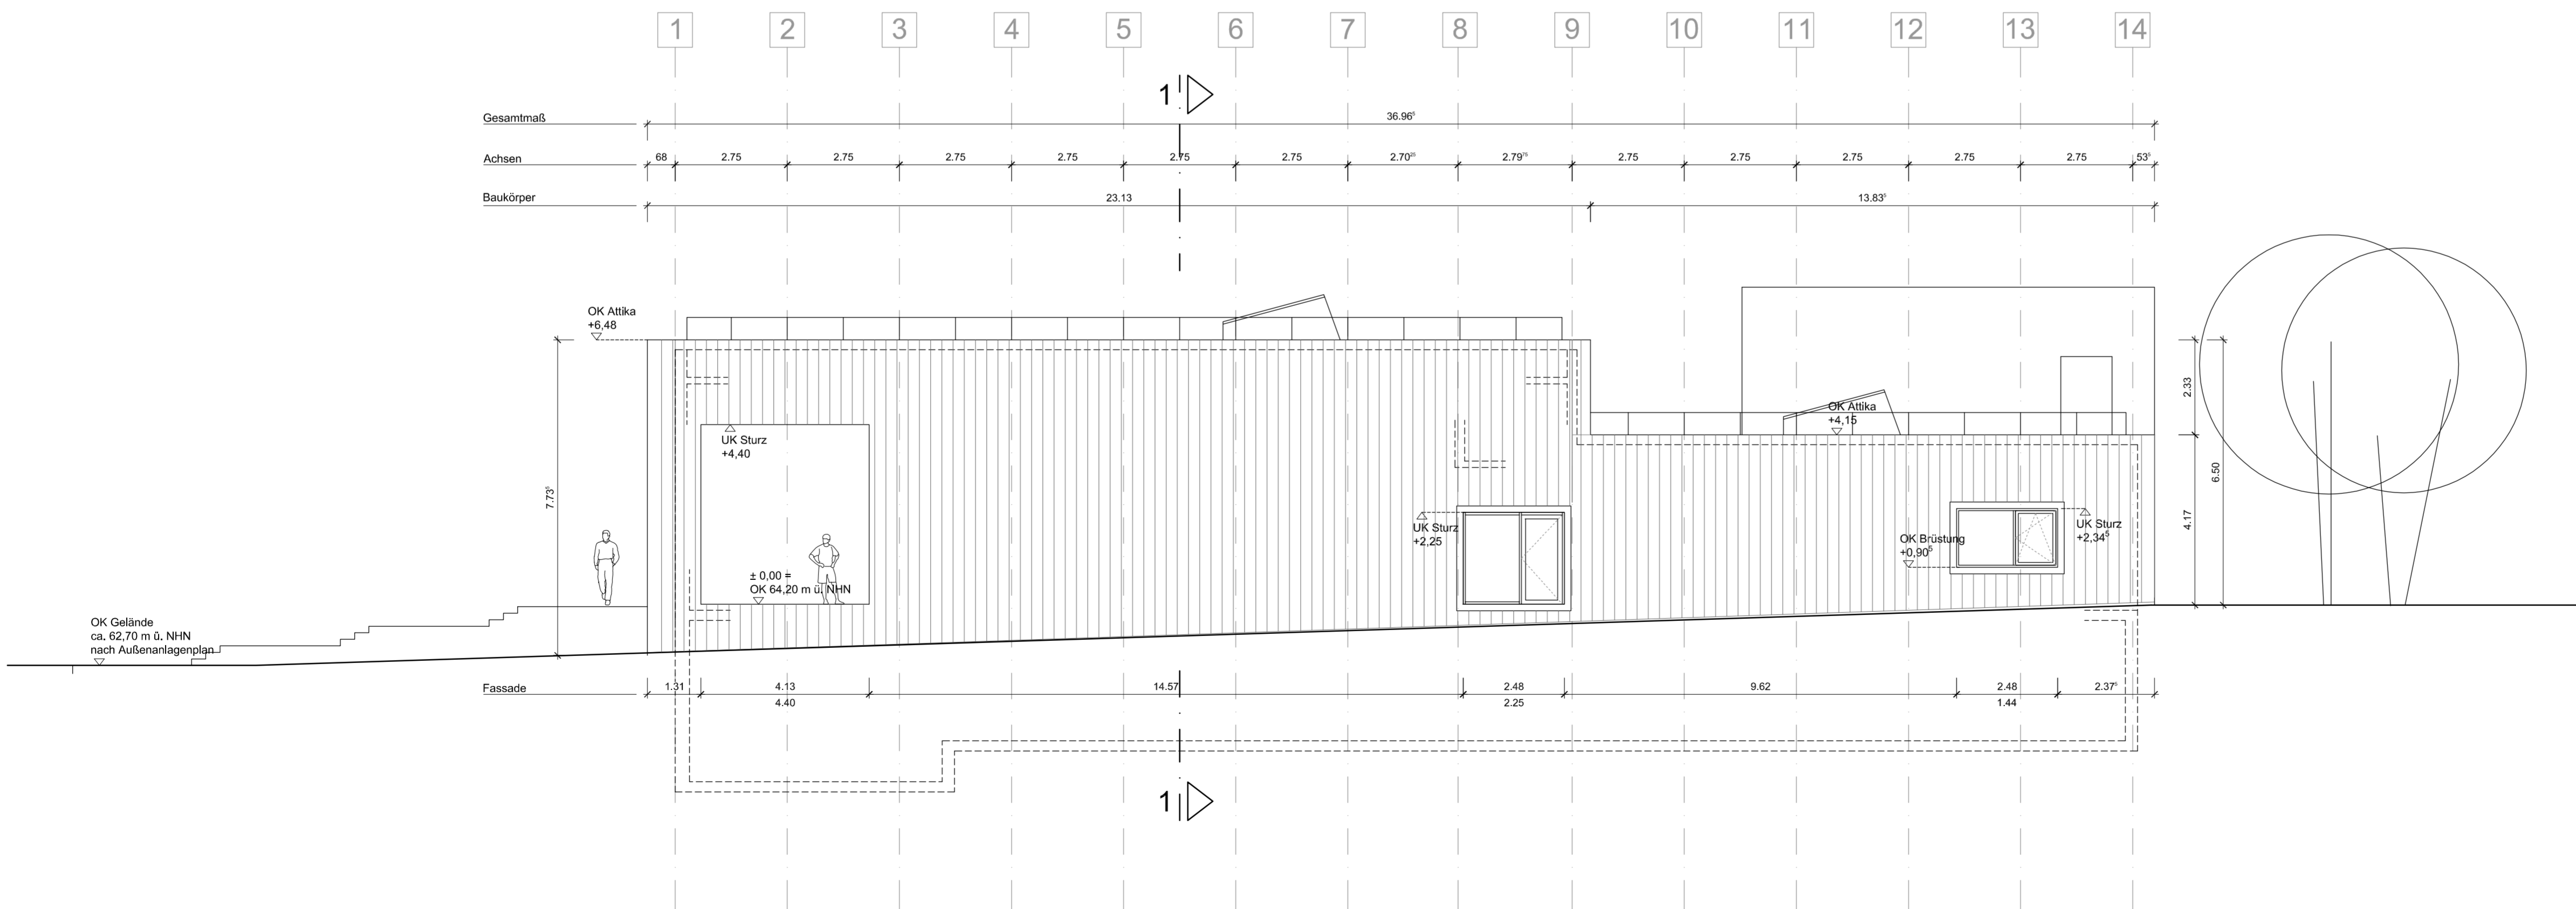 1 2 3 4 5 6 7 8 9 10 11 12 13 14
1
Gesamtmaß 36.96⁵
Achsen 68 2.75 2.75 2.75 2.75 2.75 2.75 2.70²⁵ 2.79⁷⁵ 2.75 2.75 2.75 2.75 2.75 53⁵
Baukörper 23.13 13.83⁵
OK Attika
+6,48
OK Attika
+4,15
2.33
UK Sturz
+4,40
6.50
7.73⁵
4.17
UK Sturz
+2,25
UK Sturz
+2,34⁵
OK Brüstung
+0,90⁵
± 0,00 =
OK 64,20 m ü. NHN
OK Gelände
ca. 62,70 m ü. NHN
nach Außenanlagenplan
Fassade 1.31 4.13 14.57 2.48 9.62 2.48 2.37⁵
4.40 2.25 1.44
1